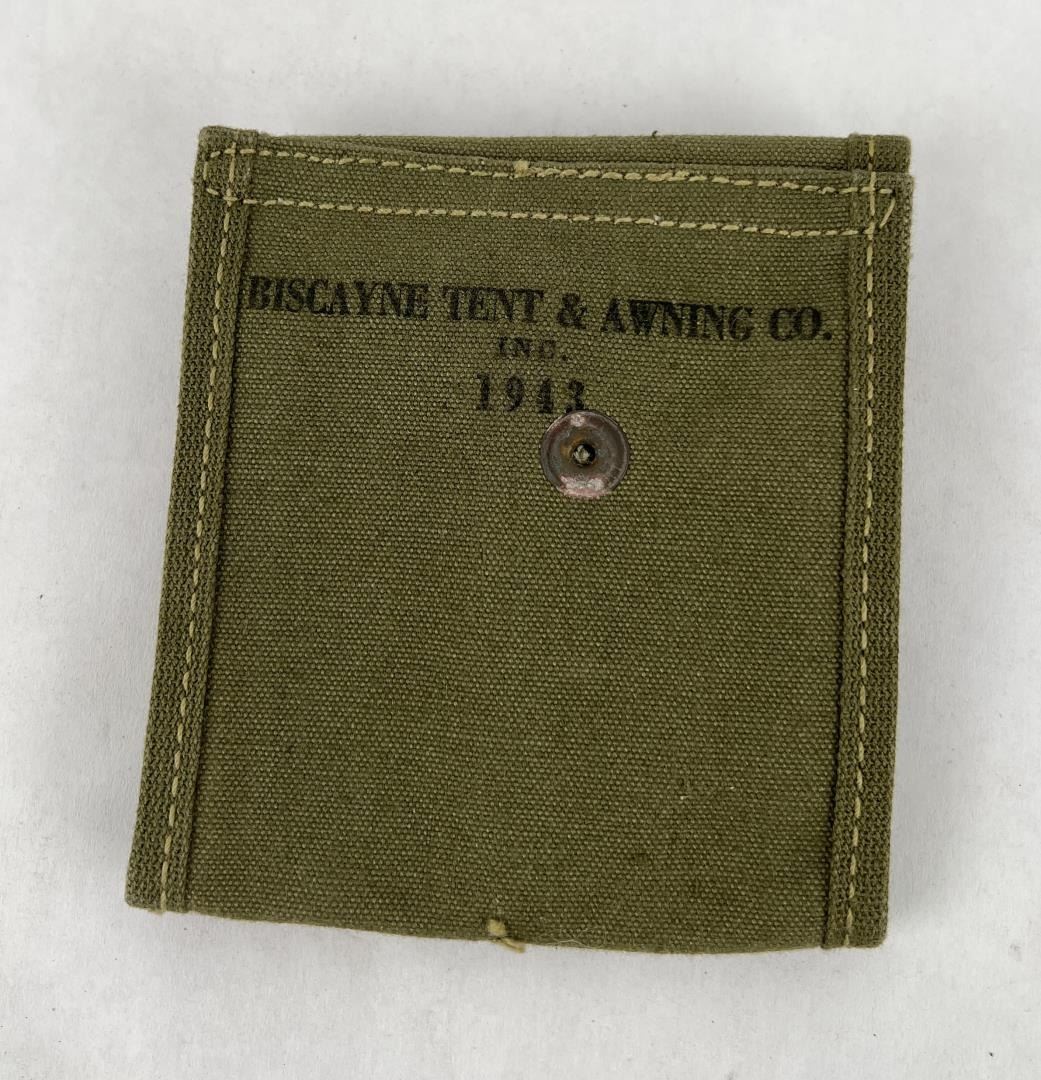 BISCAYNE TENT & AWNING CO.
INC.
1943